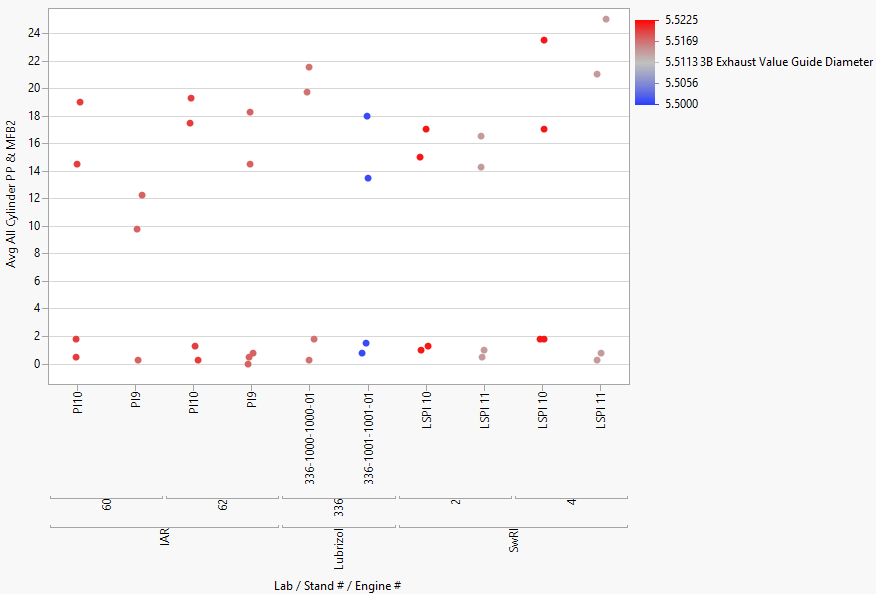 24
22
20
18
16
14
12
10
8
6
4
2
0
Avg All Cylinder PP & MFB2
5.5225
5.5169
5.5113 3B Exhaust Value Guide Diameter
5.5056
5.5000
PI10 PI9 PI10 PI9 336-1000-1000-01 336-1001-1001-01 LSPI 10 LSPI 11 LSPI 10 LSPI 11
60 62 336 2 4
IAR Lubrizol SwRI
Lab / Stand # / Engine #